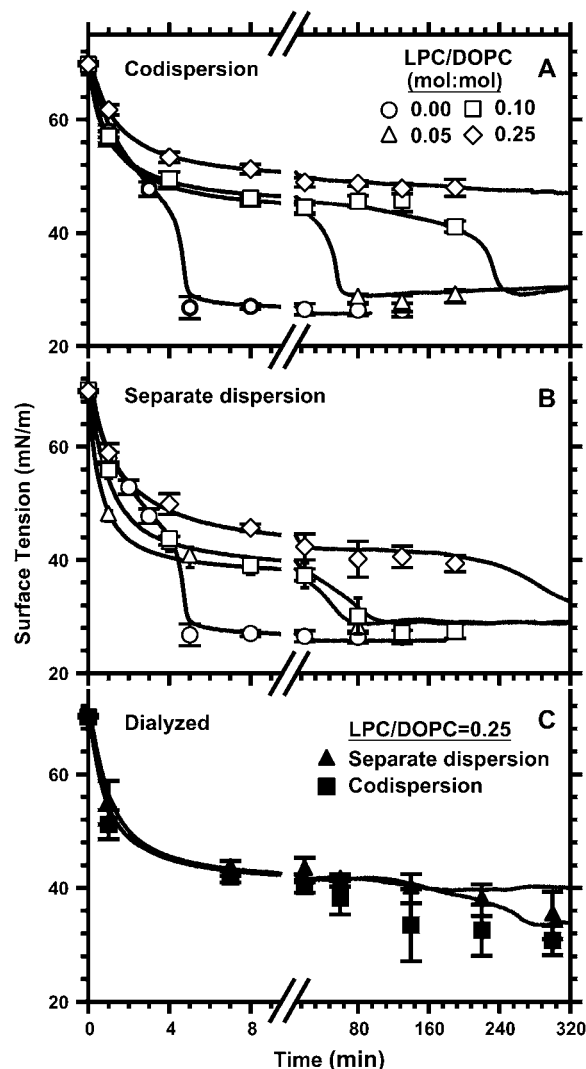 Codispersion
LPC/DOPC
(mol:mol)
A
0.00 0.10
0.05 0.25
60
40
20
Separate dispersion
B
60
40
20
Surface Tension (mN/m)
Dialyzed
LPC/DOPC=0.25
C
Separate dispersion
Codispersion
60
40
20
0 4 8 80 160 240 320
Time (min)